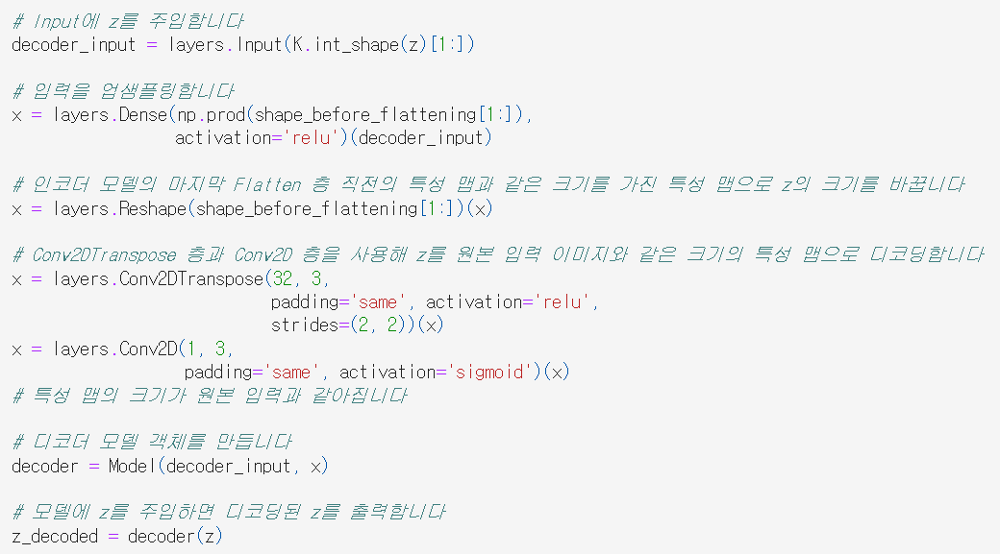 # Input에 z를 주입합니다
decoder_input = layers.Input(K.int_shape(z)[1:])
# 입력을 업샘플링합니다
x = layers.Dense(np.prod(shape_before_flattening[1:]),
activation='relu')(decoder_input)
# 인코더 모델의 마지막 Flatten 층 직전의 특성 맵과 같은 크기를 가진 특성 맵으로 z의 크기를 바꿉니다
x = layers.Reshape(shape_before_flattening[1:])(x)
# Conv2DTranspose 층과 Conv2D 층을 사용해 z를 원본 입력 이미지와 같은 크기의 특성 맵으로 디코딩합니다
x = layers.Conv2DTranspose(32, 3,
padding='same', activation='relu',
strides=(2, 2))(x)
x = layers.Conv2D(1, 3,
padding='same', activation='sigmoid')(x)
# 특성 맵의 크기가 원본 입력과 같아집니다
# 디코더 모델 객체를 만듭니다
decoder = Model(decoder_input, x)
# 모델에 z를 주입하면 디코딩된 z를 출력합니다
z_decoded = decoder(z)